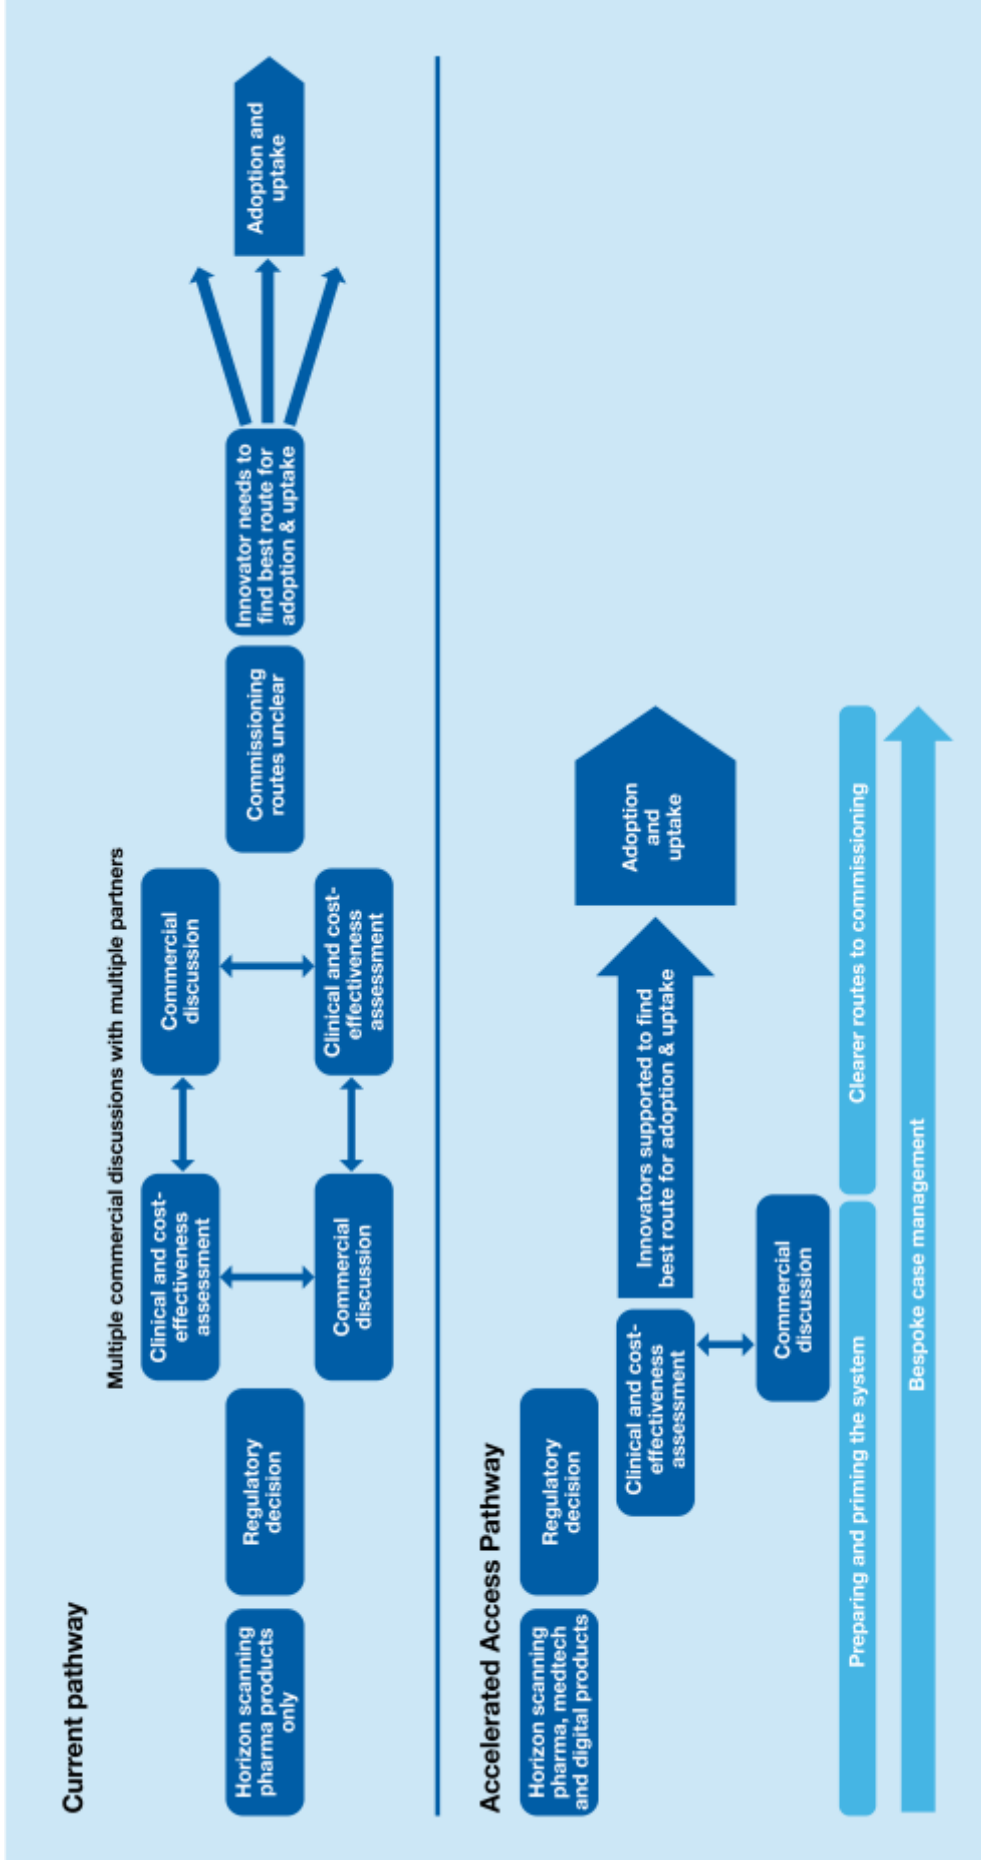 Current pathway
Multiple commercial discussions with multiple partners
Horizon scanning
pharma products
only
Regulatory
decision
Clinical and cost-
effectiveness
assessment
Commercial
discussion
Commercial
discussion
Clinical and cost-
effectiveness
assessment
Commissioning
routes unclear
Innovator needs to
find best route for
adoption & uptake
Adoption and
uptake
Accelerated Access Pathway
Horizon scanning
pharma, medtech
and digital products
Regulatory
decision
Clinical and cost-
effectiveness
assessment
Commercial
discussion
Innovators supported to find
best route for adoption & uptake
Adoption
and
uptake
Preparing and priming the system
Clearer routes to commissioning
Bespoke case management